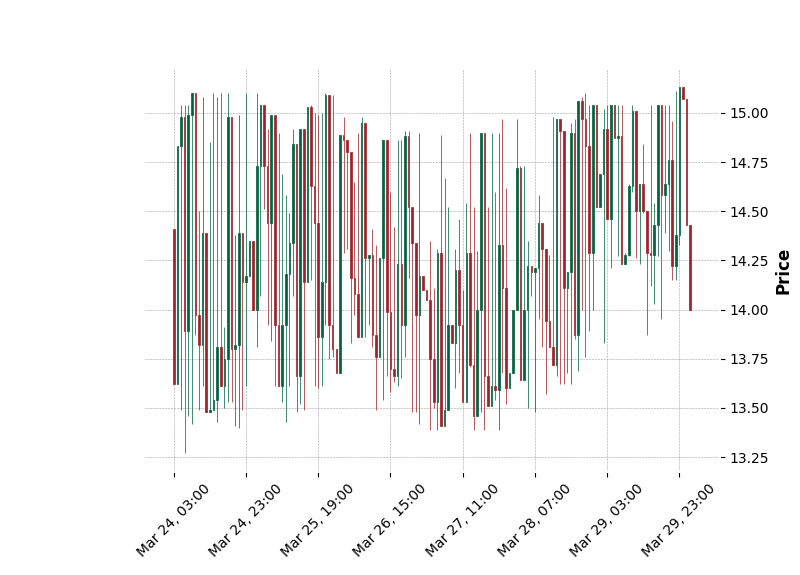 15.00
14.75
14.50
14.25
14.00
13.75
13.50
13.25
Price
Mar 24, 03:00
Mar 24, 23:00
Mar 25, 19:00
Mar 26, 15:00
Mar 27, 11:00
Mar 28, 07:00
Mar 29, 03:00
Mar 29, 23:00